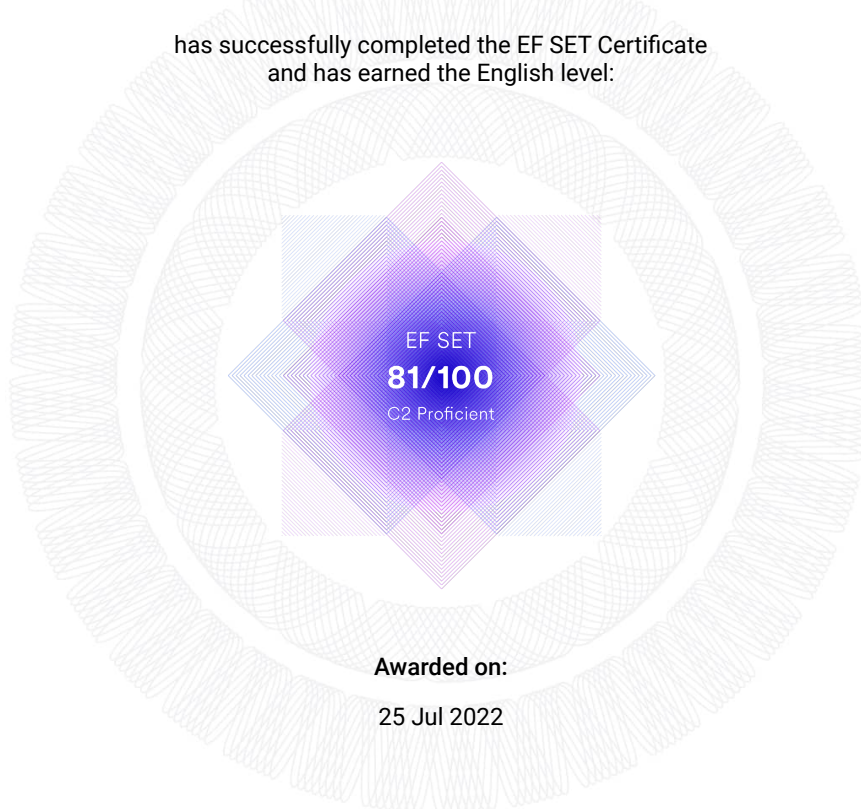 has successfully completed the EF SET Certificate
and has earned the English level:
EF SET
81/100
C2 Proficient
Awarded on:
25 Jul 2022